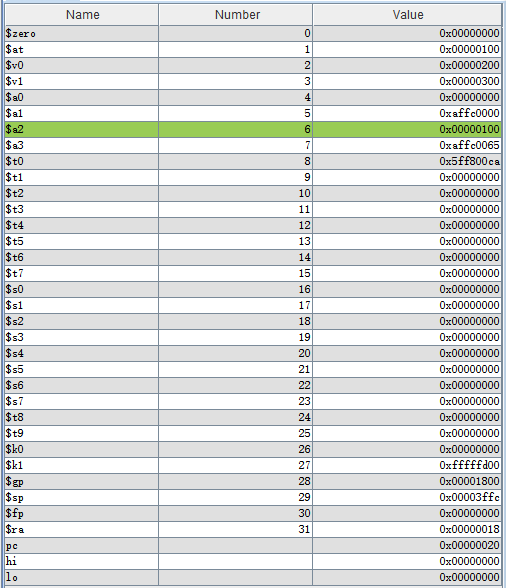 Name Number Value
$zero 0 0x00000000
$at 1 0x00000100
$v0 2 0x00000200
$v1 3 0x00000300
$a0 4 0x00000000
$a1 5 0xaffc0000
$a2 6 0x00000100
$a3 7 0xaffc0065
$t0 8 0x5ff800ca
$t1 9 0x00000000
$t2 10 0x00000000
$t3 11 0x00000000
$t4 12 0x00000000
$t5 13 0x00000000
$t6 14 0x00000000
$t7 15 0x00000000
$s0 16 0x00000000
$s1 17 0x00000000
$s2 18 0x00000000
$s3 19 0x00000000
$s4 20 0x00000000
$s5 21 0x00000000
$s6 22 0x00000000
$s7 23 0x00000000
$t8 24 0x00000000
$t9 25 0x00000000
$k0 26 0x00000000
$k1 27 0xfffffd00
$gp 28 0x00001800
$sp 29 0x00003ffc
$fp 30 0x00000000
$ra 31 0x00000018
pc 0x00000020
hi 0x00000000
lo 0x00000000